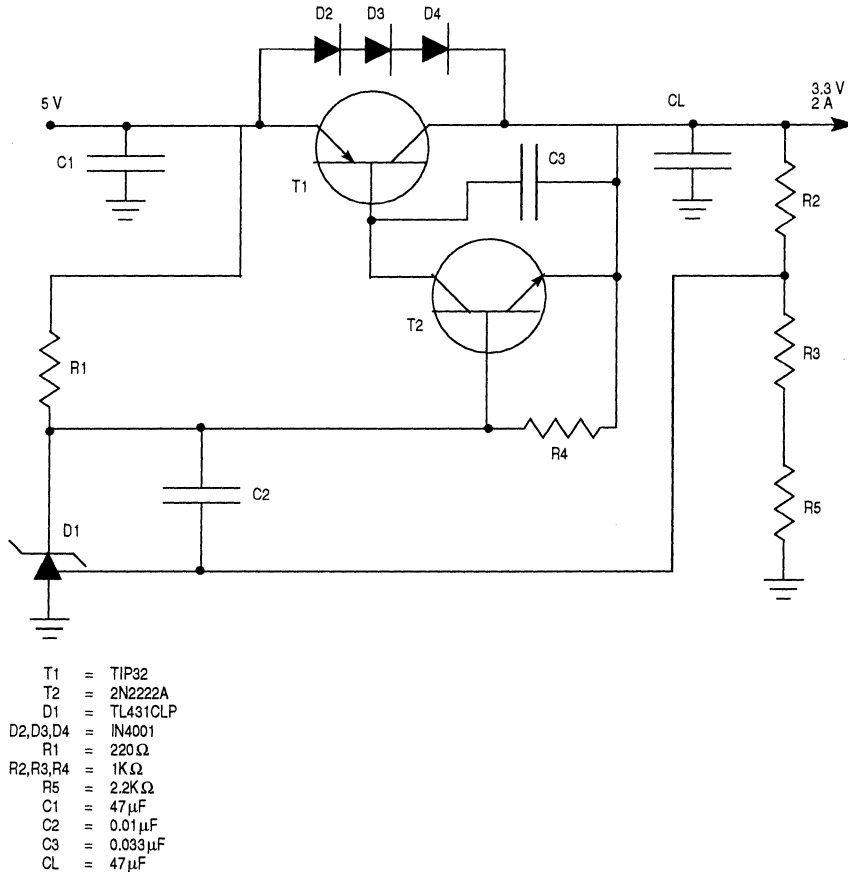 D2 D3 D4
5 V
CL
3.3 V
2 A
C1
C3
T1
R2
T2
R1
R3
R4
C2
R5
D1
T1 = TIP32
T2 = 2N2222A
D1 = TL431CLP
D2,D3,D4 = IN4001
R1 = 220Ω
R2,R3,R4 = 1KΩ
R5 = 2.2KΩ
C1 = 47μF
C2 = 0.01μF
C3 = 0.033μF
CL = 47μF